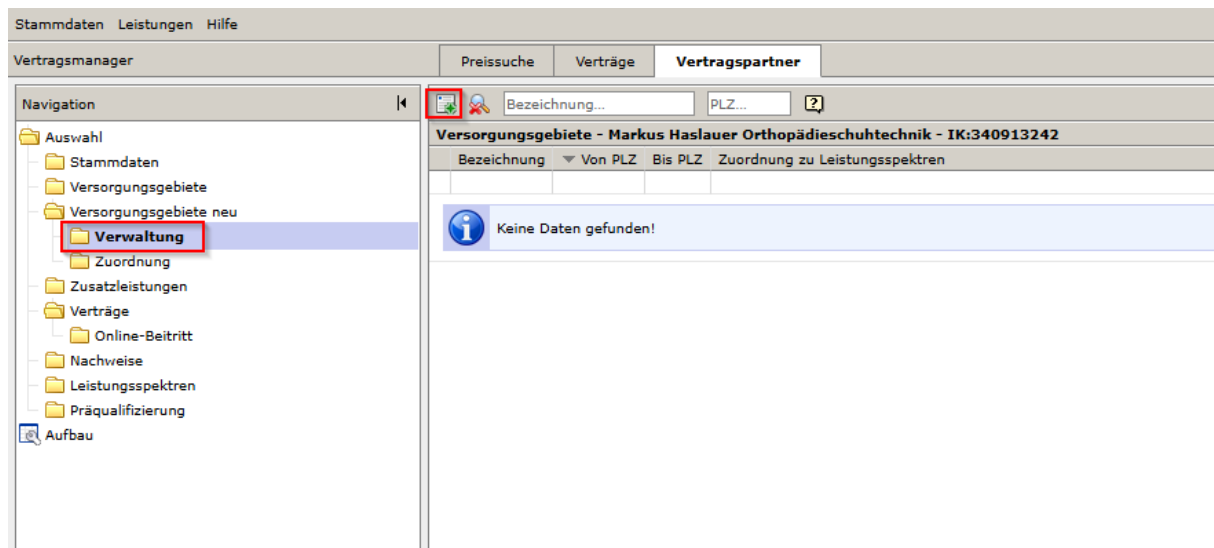 Stammdaten Leistungen Hilfe
Vertragsmanager
Preissuche Verträge Vertragspartner
Navigation
Auswahl
Stammdaten
Versorgungsgebiete
Versorgungsgebiete neu
Verwaltung
Zuordnung
Zusatzleistungen
Verträge
Online-Beitritt
Nachweise
Leistungsspektren
Präqualifizierung
Aufbau
Bezeichnung... PLZ... ?
Versorgungsgebiete - Markus Haslauer Orthopädieschuhtechnik - IK:340913242
Bezeichnung Von PLZ Bis PLZ Zuordnung zu Leistungsspektren
Keine Daten gefunden!